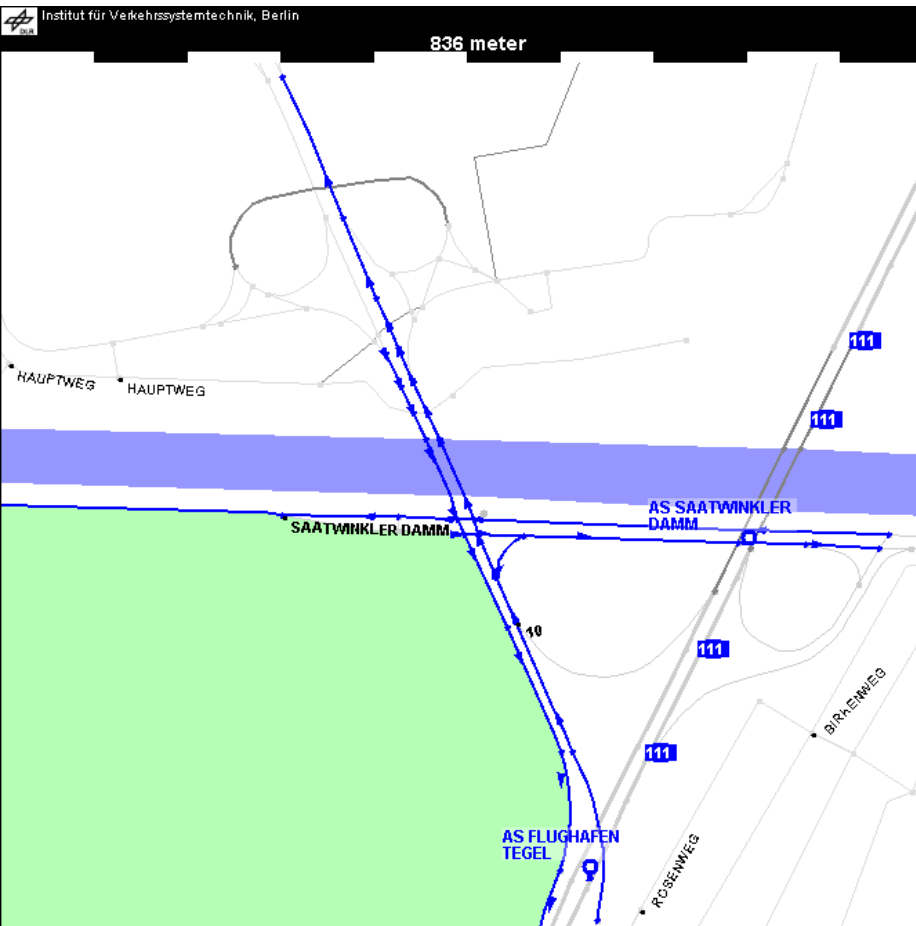 Institut für Verkehrssystemtechnik, Berlin
DLR
836 meter
111
HAUPTWEG
HAUPTWEG
111
AS SAATWINKLER
DAMM
SAATWINKLER DAMM
10
111
BIRKENWEG
111
AS FLUGHAFEN
TEGEL
ROSENWEG